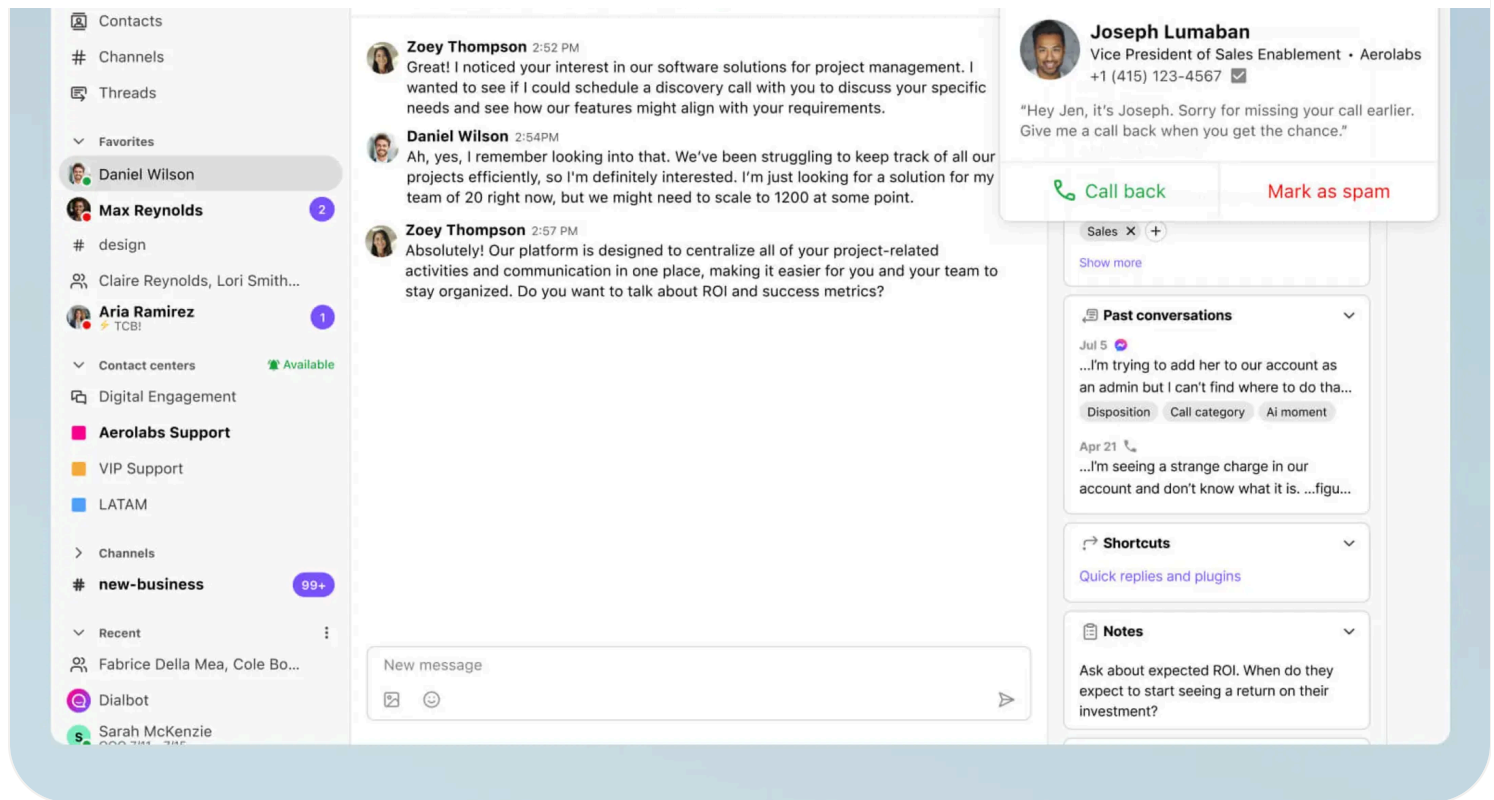 Contacts
# Channels
Threads
Favorites
Daniel Wilson
Max Reynolds 2
# design
Claire Reynolds, Lori Smith...
Aria Ramirez 1
⚡ TCB!
Contact centers Available
Digital Engagement
Aerolabs Support
VIP Support
LATAM
Channels
# new-business 99+
Recent
Fabrice Della Mea, Cole Bo...
Dialbot
S Sarah McKenzie
Zoey Thompson 2:52 PM
Great! I noticed your interest in our software solutions for project management. I
wanted to see if I could schedule a discovery call with you to discuss your specific
needs and see how our features might align with your requirements.
Daniel Wilson 2:54PM
Ah, yes, I remember looking into that. We’ve been struggling to keep track of all our
projects efficiently, so I'm definitely interested. I’m just looking for a solution for my
team of 20 right now, but we might need to scale to 1200 at some point.
Zoey Thompson 2:57 PM
Absolutely! Our platform is designed to centralize all of your project-related
activities and communication in one place, making it easier for you and your team to
stay organized. Do you want to talk about ROI and success metrics?
New message
Joseph Lumaban
Vice President of Sales Enablement • Aerolabs
+1 (415) 123-4567
“Hey Jen, it’s Joseph. Sorry for missing your call earlier.
Give me a call back when you get the chance.”
Call back Mark as spam
Sales ✕ +
Show more
Past conversations
Jul 5
...I’m trying to add her to our account as
an admin but I can’t find where to do tha...
Disposition Call category Ai moment
Apr 21
...I’m seeing a strange charge in our
account and don’t know what it is. ...figu...
Shortcuts
Quick replies and plugins
Notes
Ask about expected ROI. When do they
expect to start seeing a return on their
investment?